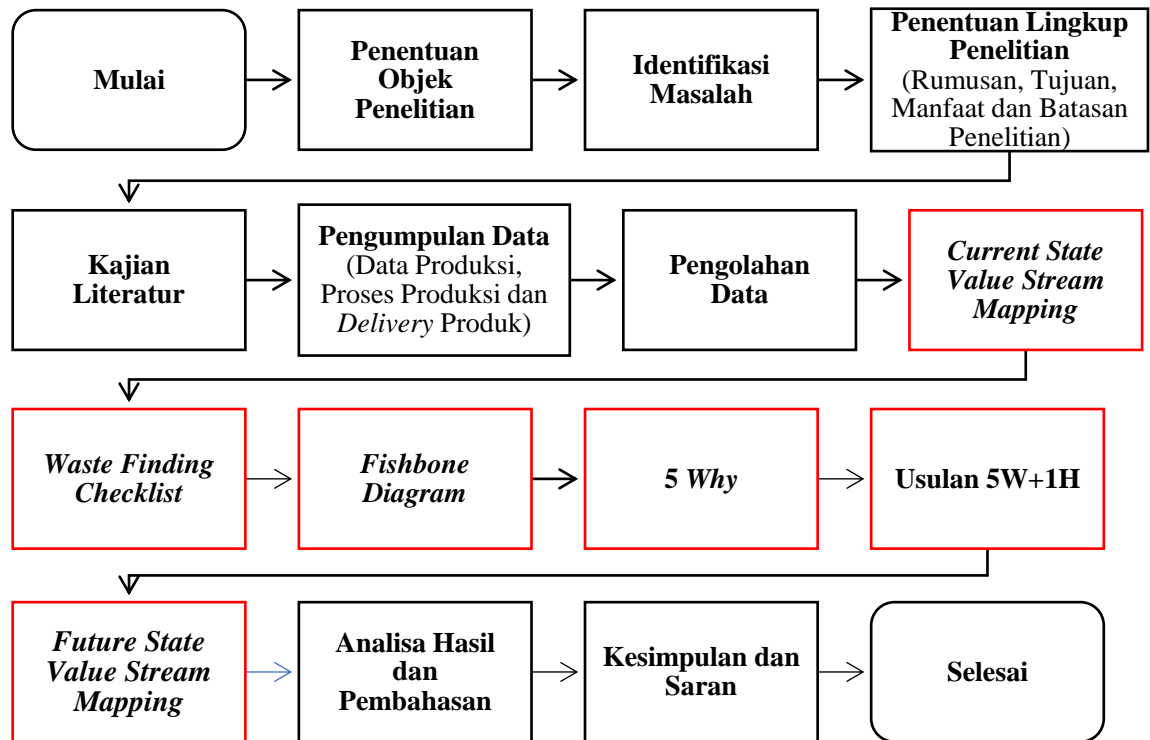 Mulai
Penentuan
Objek
Penelitian
Identifikasi
Masalah
Penentuan Lingkup
Penelitian
(Rumusan, Tujuan,
Manfaat dan Batasan
Penelitian)
Kajian
Literatur
Pengumpulan Data
(Data Produksi,
Proses Produksi dan
Delivery Produk)
Pengolahan
Data
Current State
Value Stream
Mapping
Waste Finding
Checklist
Fishbone
Diagram
5 Why
Usulan 5W+1H
Future State
Value Stream
Mapping
Analisa Hasil
dan
Pembahasan
Kesimpulan dan
Saran
Selesai